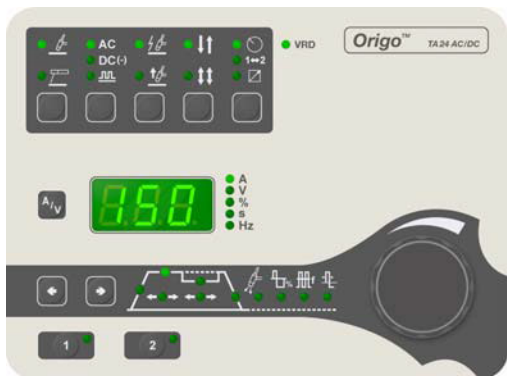 AC
DC(-)
1↔2
VRD
Origo™ TA24 AC/DC
A/V
150
A
V
%
s
Hz
%
f
1
2